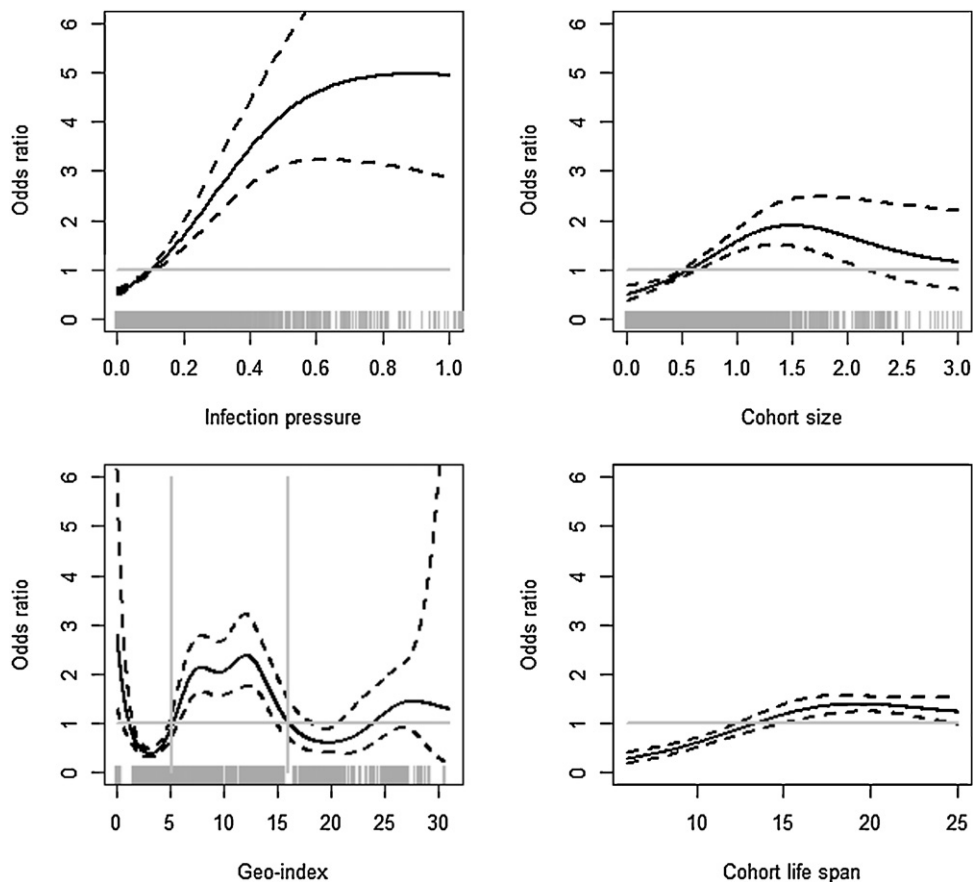 6
5
4
3
2
1
0
Odds ratio
0.0 0.2 0.4 0.6 0.8 1.0
Infection pressure
6
5
4
3
2
1
0
Odds ratio
0.0 0.5 1.0 1.5 2.0 2.5 3.0
Cohort size
6
5
4
3
2
1
0
Odds ratio
0 5 10 15 20 25 30
Geo-index
6
5
4
3
2
1
0
Odds ratio
10 15 20 25
Cohort life span